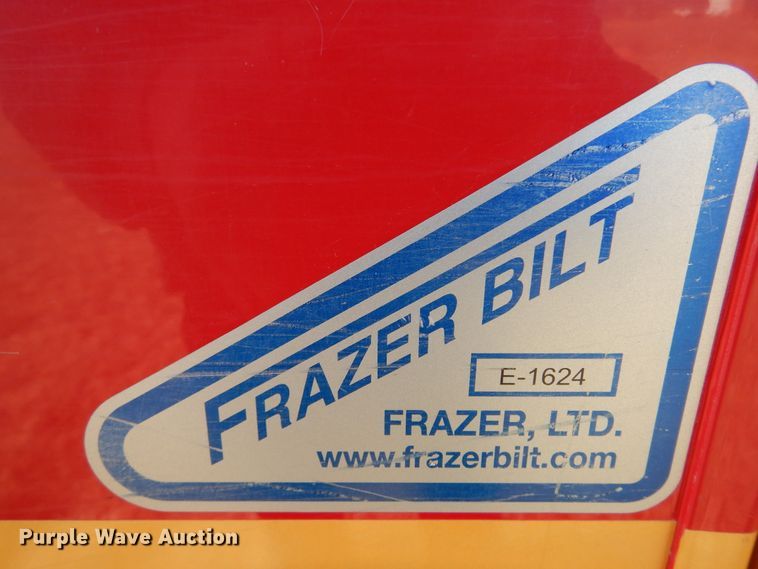 FRAZER BILT
E-1624
FRAZER, LTD.
www.frazerbilt.com
Purple Wave Auction